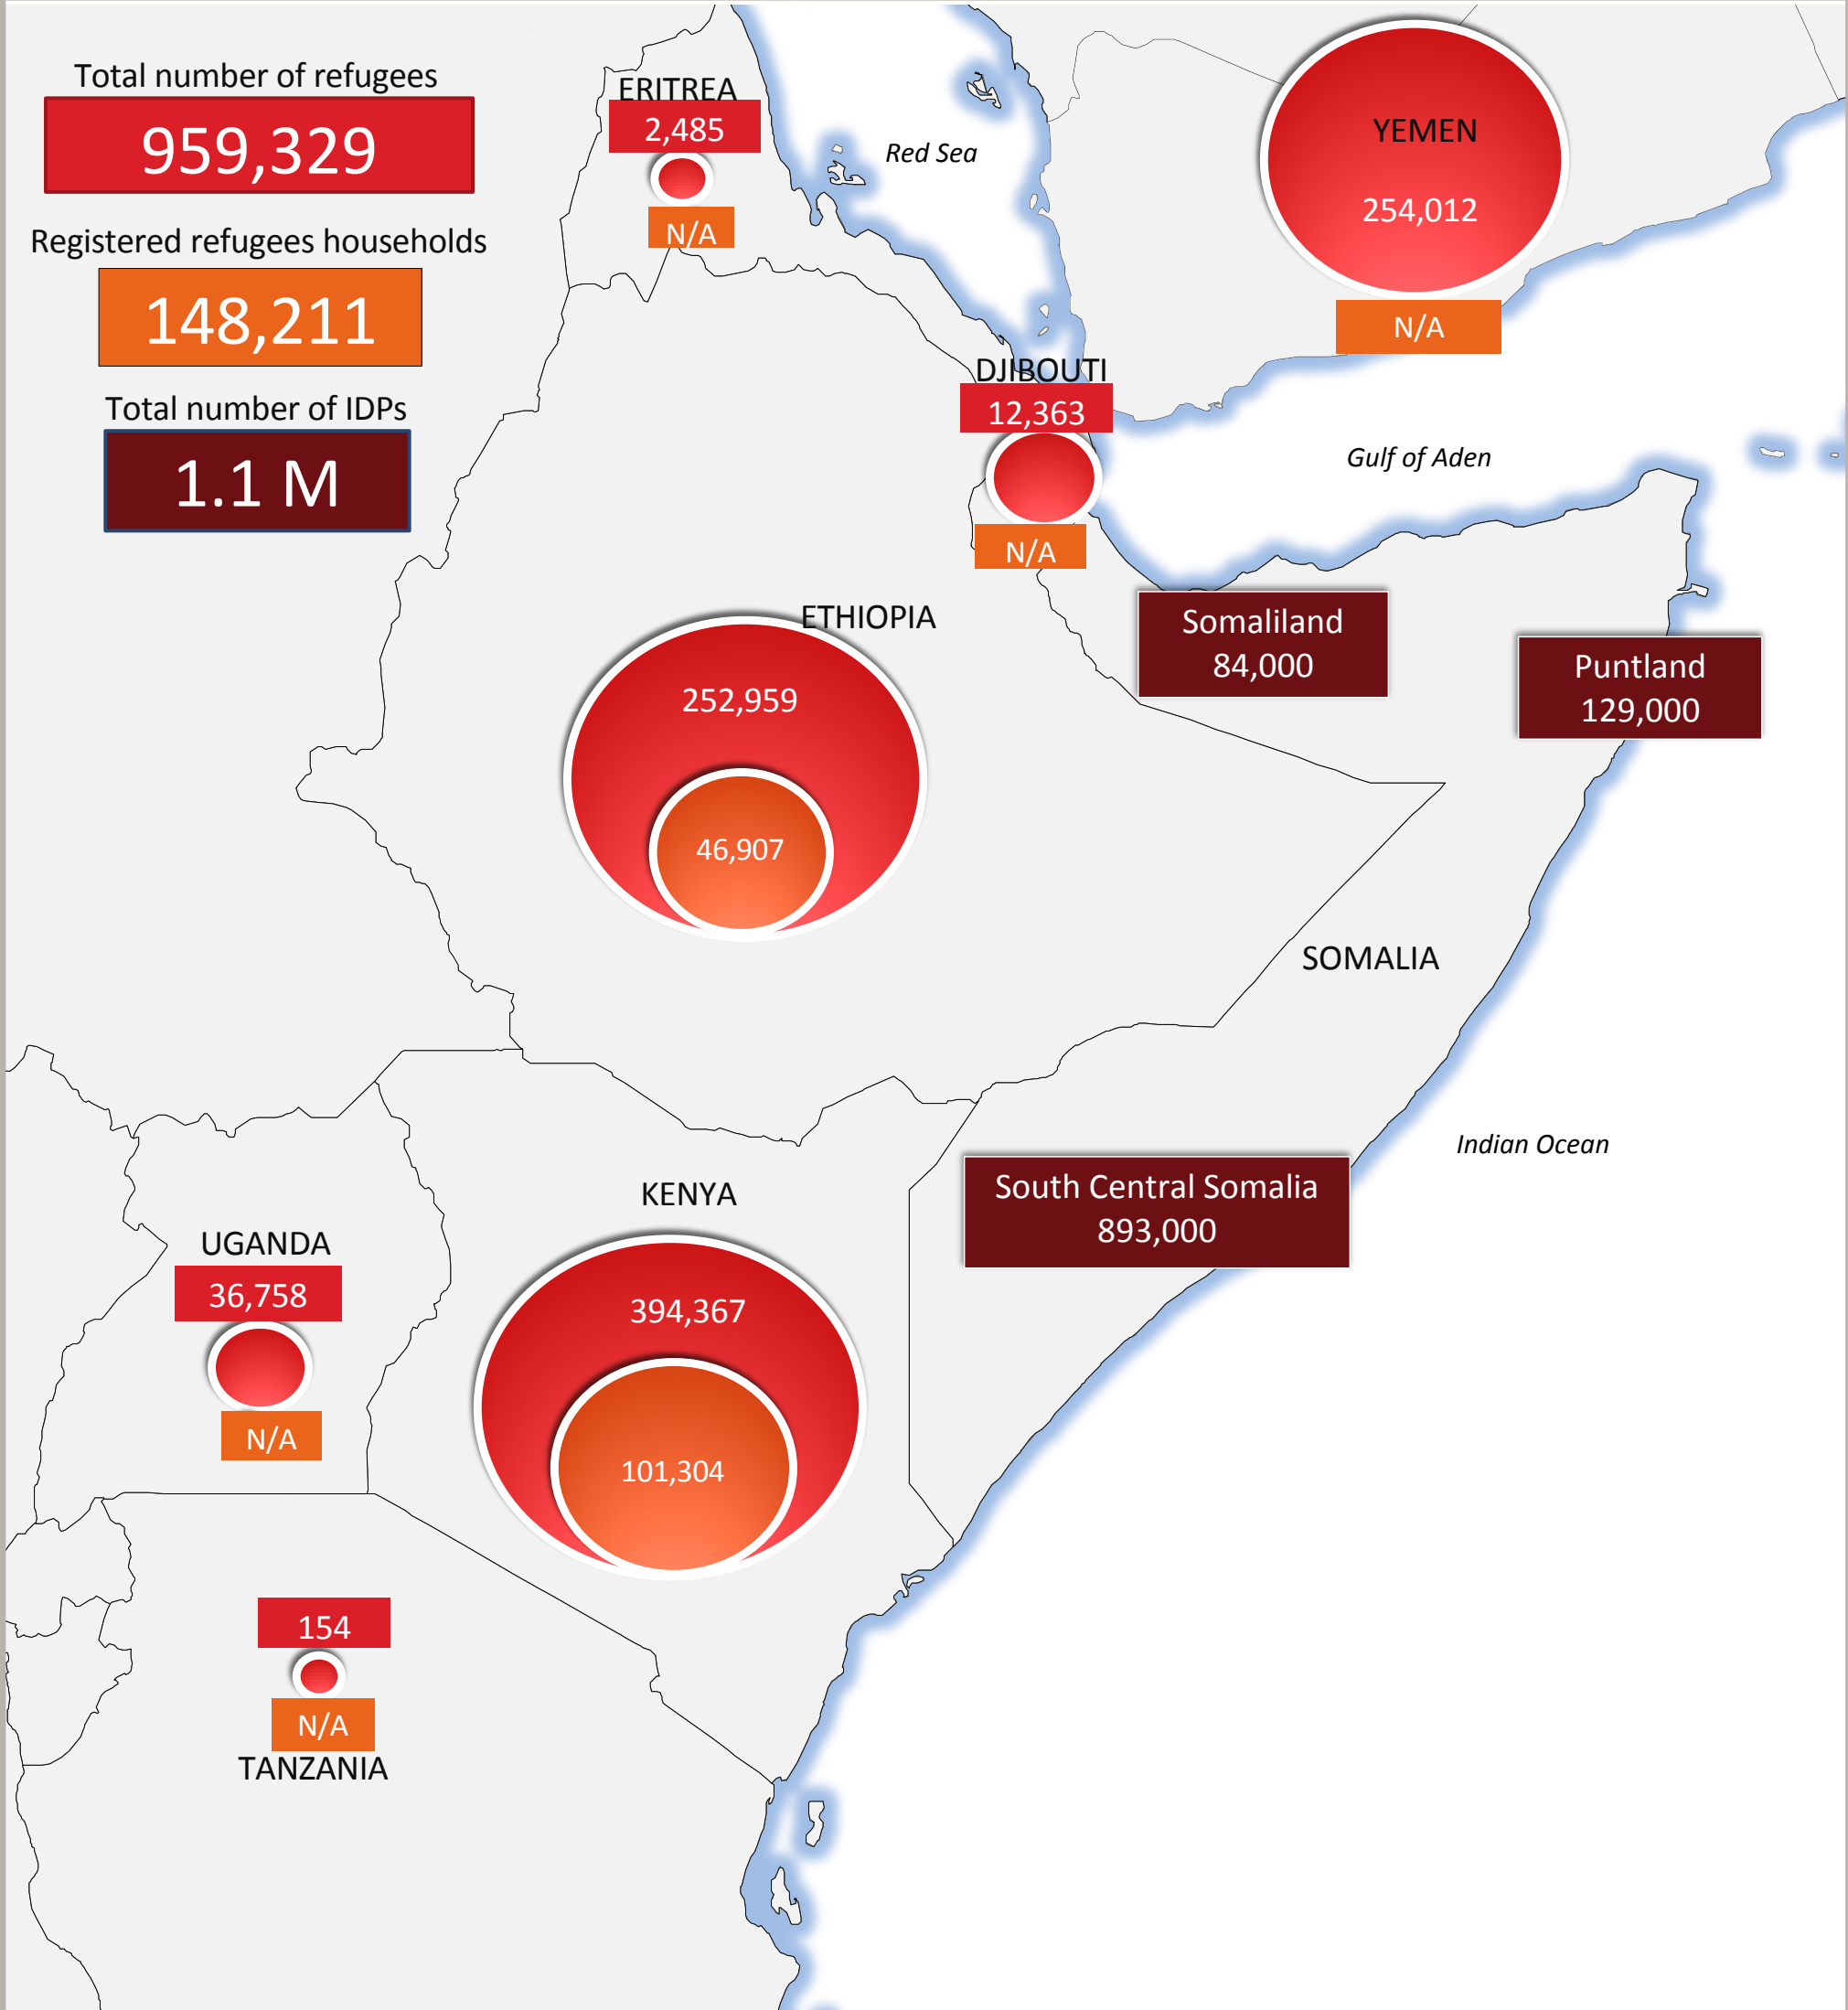 Total number of refugees
959,329
Registered refugees households
148,211
Total number of IDPs
1.1 M
ERITREA
2,485
N/A
Red Sea
YEMEN
254,012
N/A
DJIBOUTI
12,363
N/A
Gulf of Aden
ETHIOPIA
252,959
46,907
Somaliland
84,000
Puntland
129,000
SOMALIA
Indian Ocean
South Central Somalia
893,000
KENYA
394,367
101,304
UGANDA
36,758
N/A
154
N/A
TANZANIA